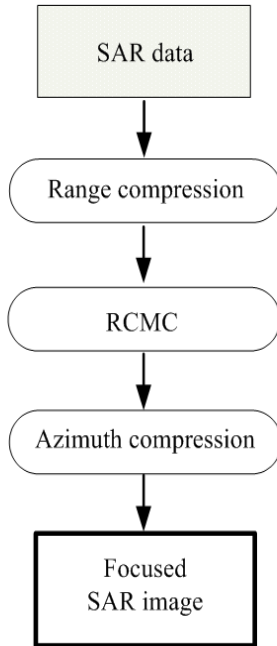 SAR data
Range compression
RCMC
Azimuth compression
Focused
SAR image